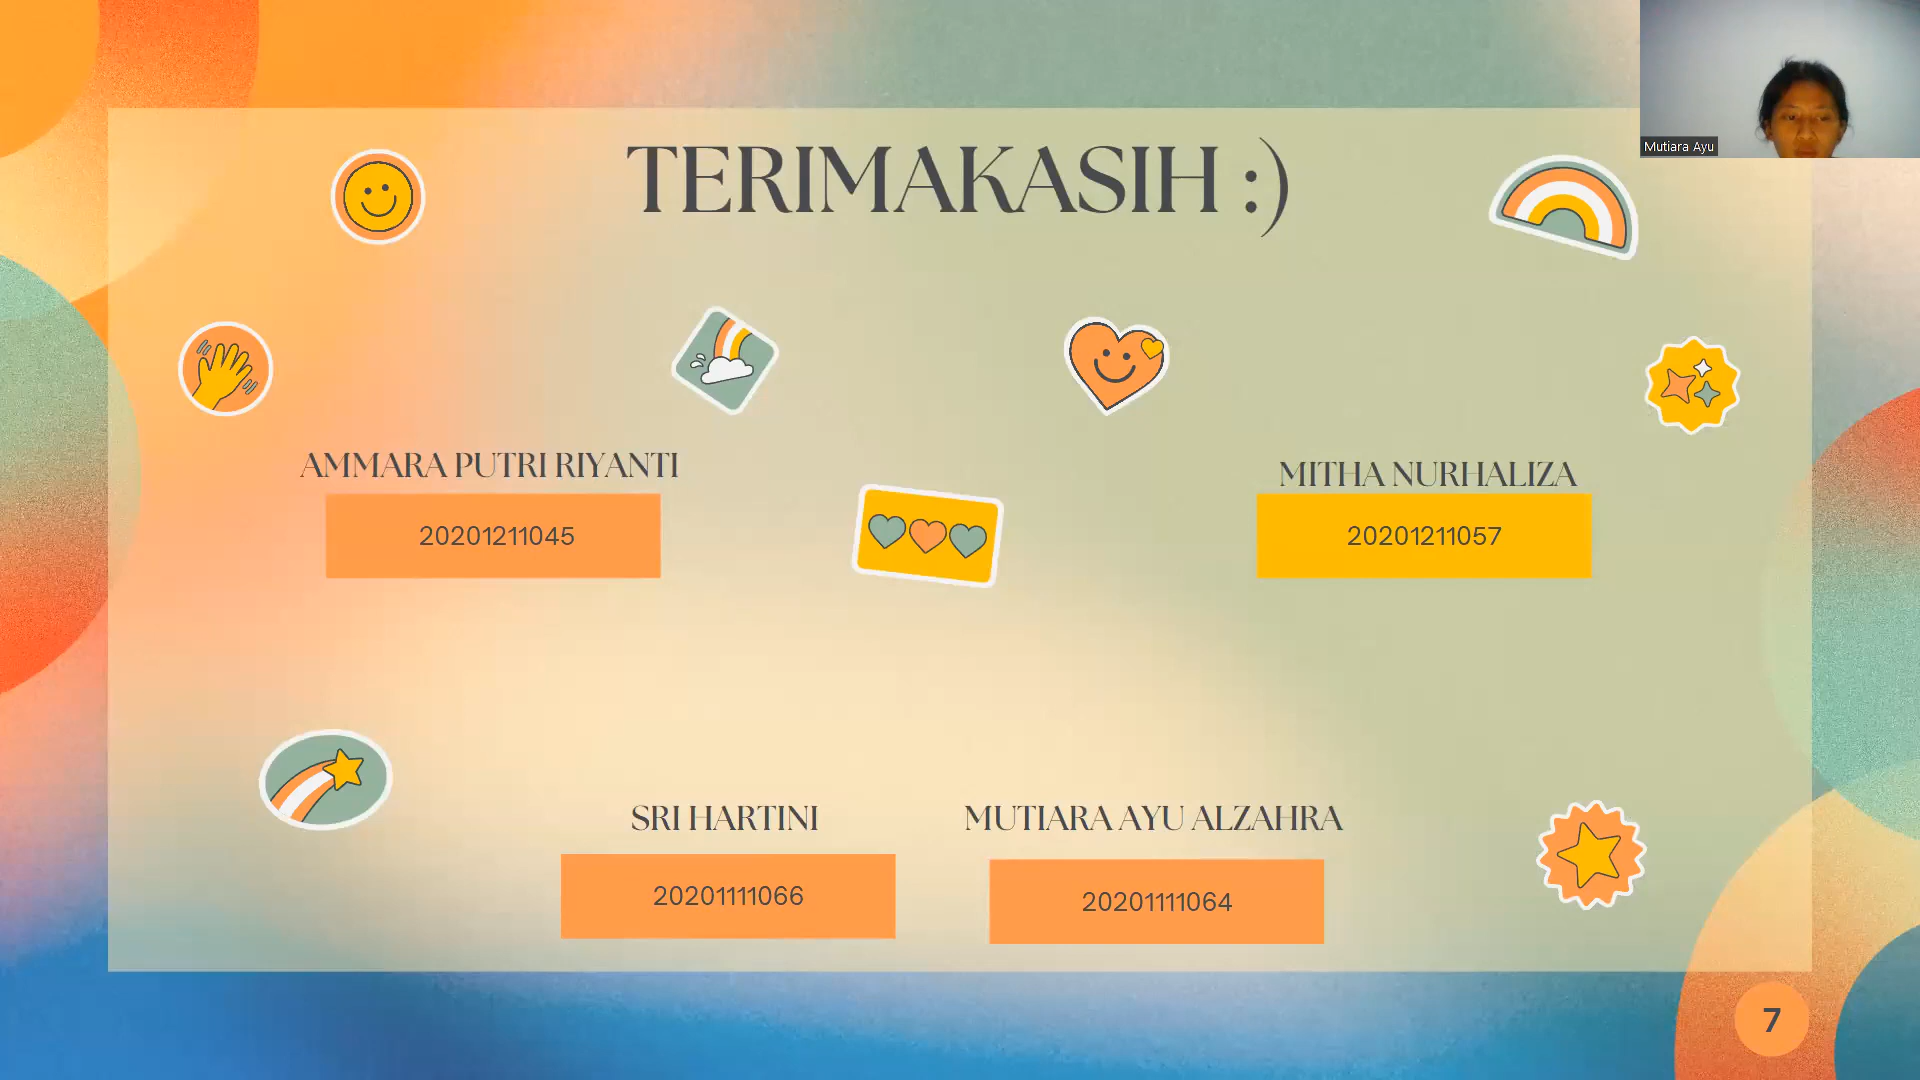 Mutiara Ayu
TERIMAKASIH :)
AMMARA PUTRI RIYANTI
20201211045
MITHA NURHALIZA
20201211057
SRI HARTINI
20201111066
MUTIARA AYU ALZAHRA
20201111064
7